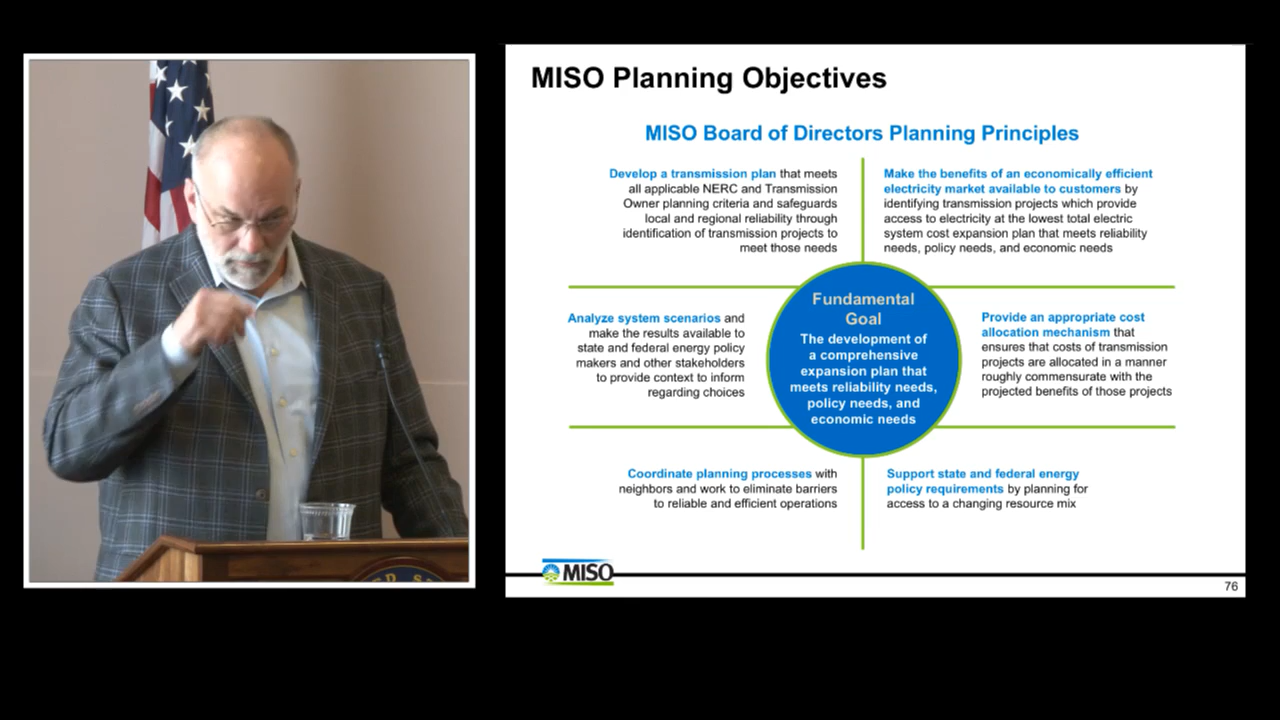 MISO Planning Objectives
MISO Board of Directors Planning Principles
Develop a transmission plan that meets
all applicable NERC and Transmission
Owner planning criteria and safeguards
local and regional reliability through
identification of transmission projects to
meet those needs
Make the benefits of an economically efficient
electricity market available to customers by
identifying transmission projects which provide
access to electricity at the lowest total electric
system cost expansion plan that meets reliability
needs, policy needs, and economic needs
Analyze system scenarios and
make the results available to
state and federal energy policy
makers and other stakeholders
to provide context to inform
regarding choices
Fundamental
Goal
The development of
a comprehensive
expansion plan that
meets reliability needs,
policy needs, and
economic needs
Provide an appropriate cost
allocation mechanism that
ensures that costs of transmission
projects are allocated in a manner
roughly commensurate with the
projected benefits of those projects
Coordinate planning processes with
neighbors and work to eliminate barriers
to reliable and efficient operations
Support state and federal energy
policy requirements by planning for
access to a changing resource mix
MISO
76